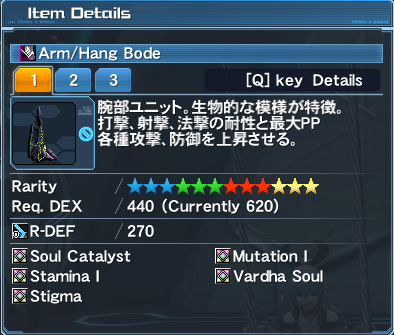 Item Details
Arm/Hang Bode
1 2 3 [Q] key Details
腕部ユニット。生物的な模様が特徴。
打撃、射撃、法撃の耐性と最大PP
各種攻撃、防御を上昇させる。
Rarity
Req. DEX 440 (Currently 620)
R-DEF 270
Soul Catalyst Mutation I
Stamina I Vardha Soul
Stigma